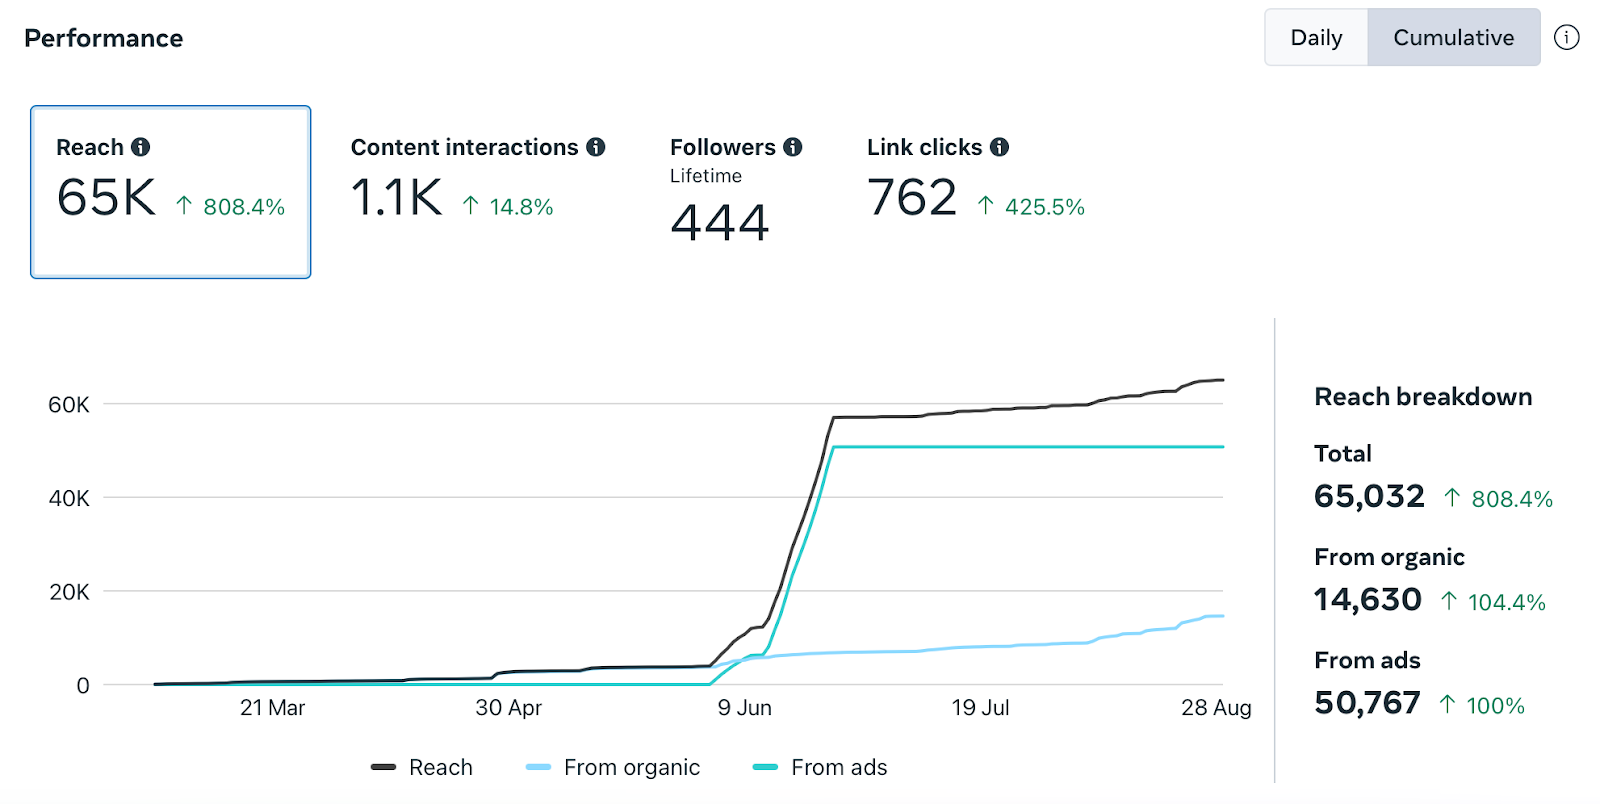 Performance
Daily Cumulative
Reach Content interactions Followers Link clicks
Lifetime
65K ↑ 808.4% 1.1K ↑ 14.8% 444 762 ↑ 425.5%
60K
40K
20K
0
21 Mar 30 Apr 9 Jun 19 Jul 28 Aug
Reach From organic From ads
Reach breakdown
Total
65,032 ↑ 808.4%
From organic
14,630 ↑ 104.4%
From ads
50,767 ↑ 100%